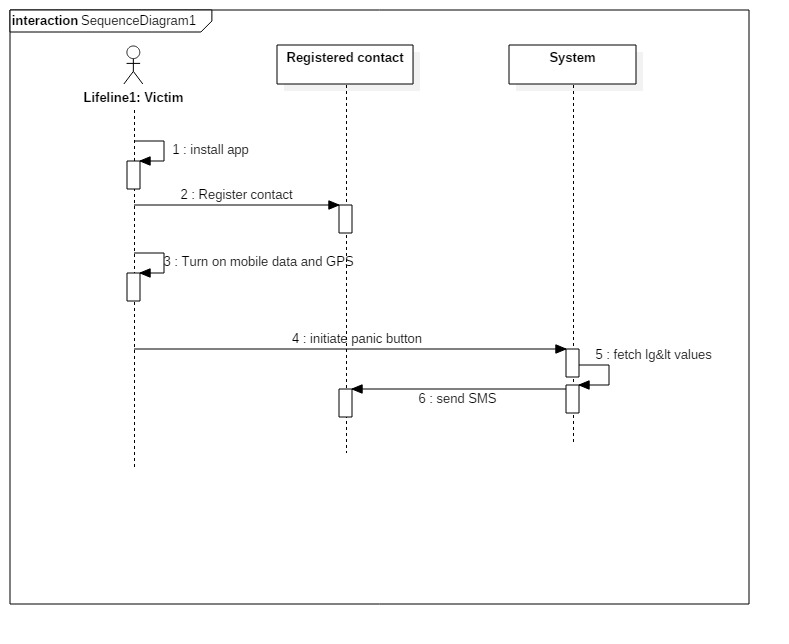 interaction SequenceDiagram1
Registered contact
System
Lifeline1: Victim
1 : install app
2 : Register contact
3 : Turn on mobile data and GPS
4 : initiate panic button
5 : fetch lg&lt values
6 : send SMS